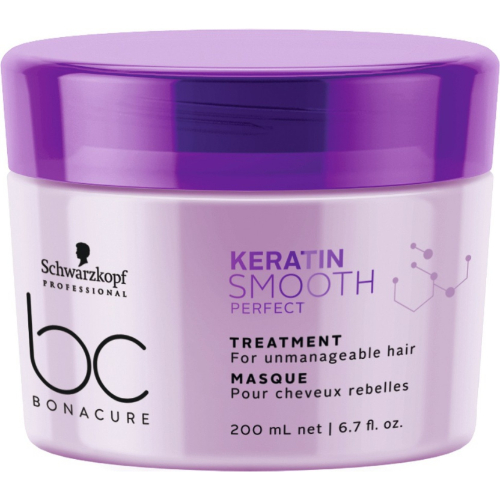 Schwarzkopf
PROFESSIONAL
bc
BONACURE
KERATIN
SMOOTH
PERFECT
TREATMENT
For unmanageable hair
MASQUE
Pour cheveux rebelles
200 mL net | 6.7 fl. oz.